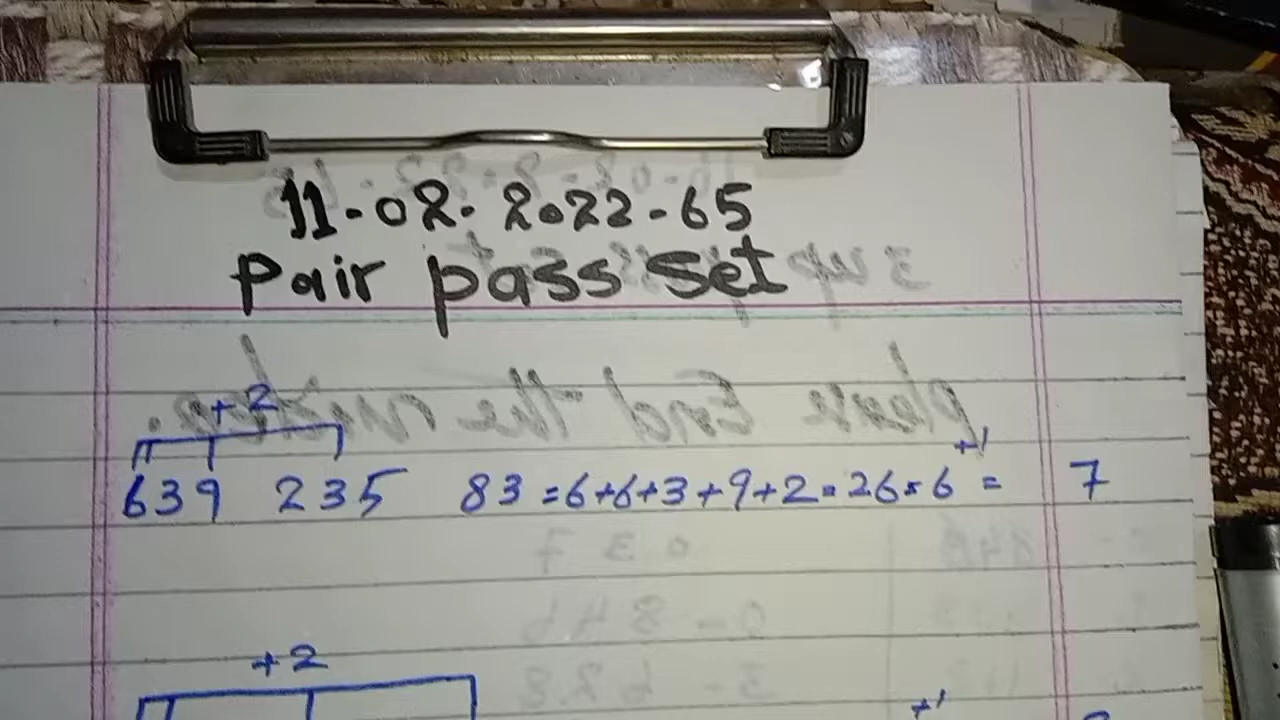 11-02-2022-65
Pair pass set
+2
639 235 83=6+6+3+9+2=26=6 +1 = 7
+2
+1